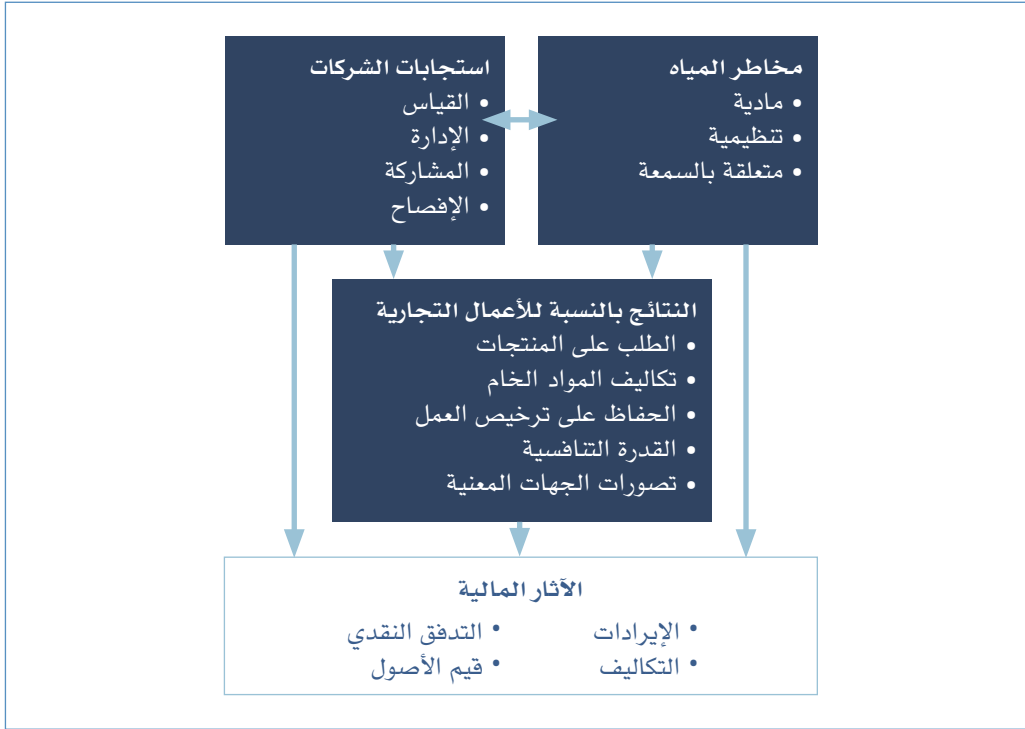 مخاطر المياه
• مادية
• تنظيمية
• متعلقة بالسمعة
استجابات الشركات
• القياس
• الإدارة
• المشاركة
• الإفصاح
النتائج بالنسبة للأعمال التجارية
• الطلب على المنتجات
• تكاليف المواد الخام
• الحفاظ على ترخيص العمل
• القدرة التنافسية
• تصورات الجهات المعنية
الآثار المالية
• الإيرادات
• التكاليف
• التدفق النقدي
• قيم الأصول